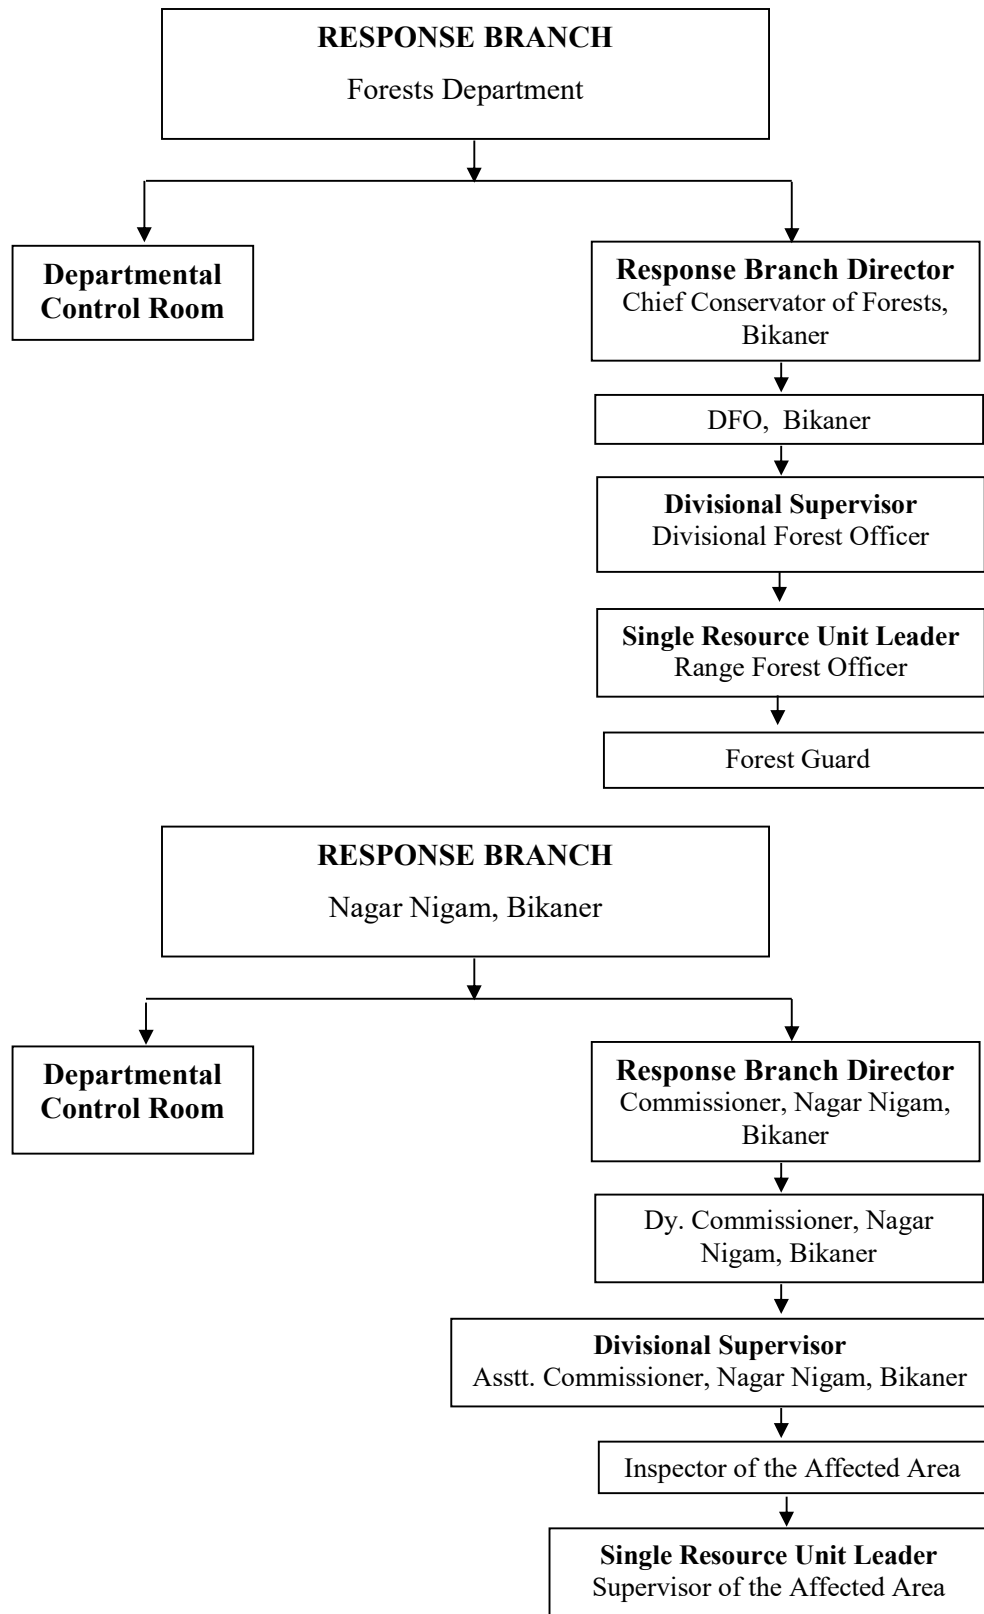 RESPONSE BRANCH
Forests Department
Departmental
Control Room
Response Branch Director
Chief Conservator of Forests,
Bikaner
DFO,  Bikaner
Divisional Supervisor
Divisional Forest Officer
Single Resource Unit Leader
Range Forest Officer
Forest Guard
RESPONSE BRANCH
Nagar Nigam, Bikaner
Departmental
Control Room
Response Branch Director
Commissioner, Nagar Nigam,
Bikaner
Dy. Commissioner, Nagar
Nigam, Bikaner
Divisional Supervisor
Asstt. Commissioner, Nagar Nigam, Bikaner
Inspector of the Affected Area
Single Resource Unit Leader
Supervisor of the Affected Area